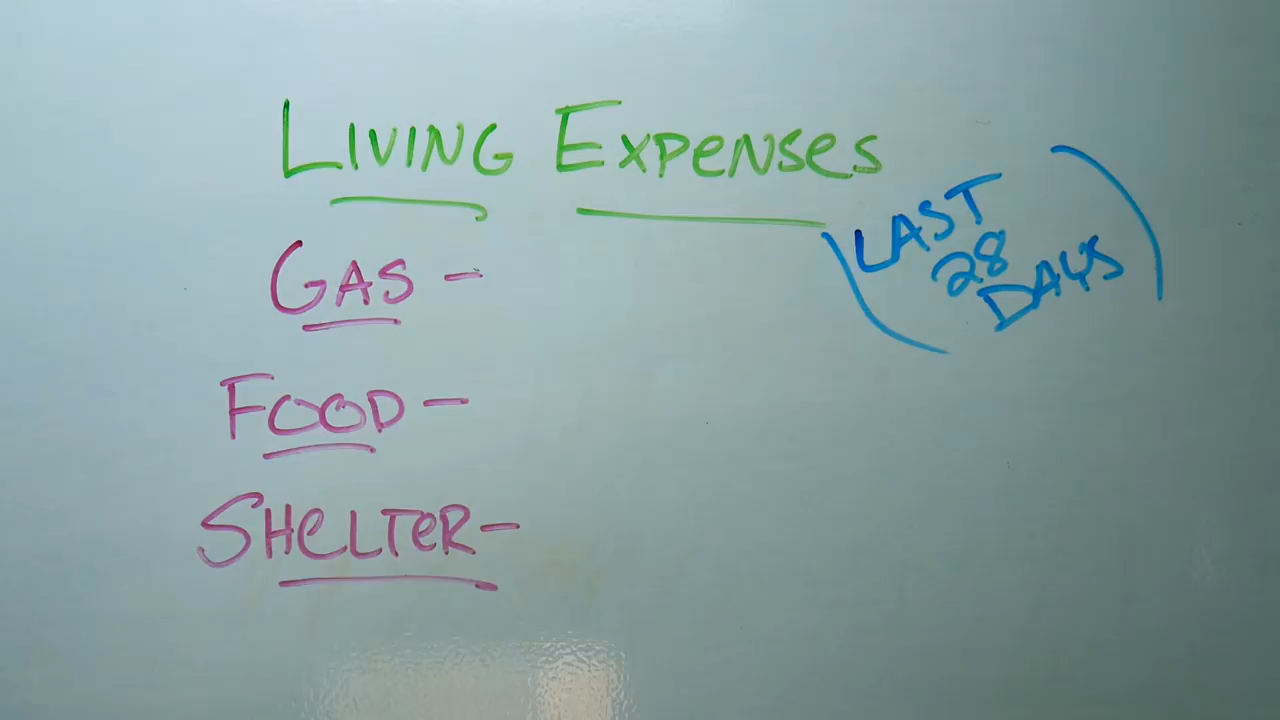 Living Expenses
(LAST
28
DAYS)
GAS -
FOOD -
SHeLTeR -